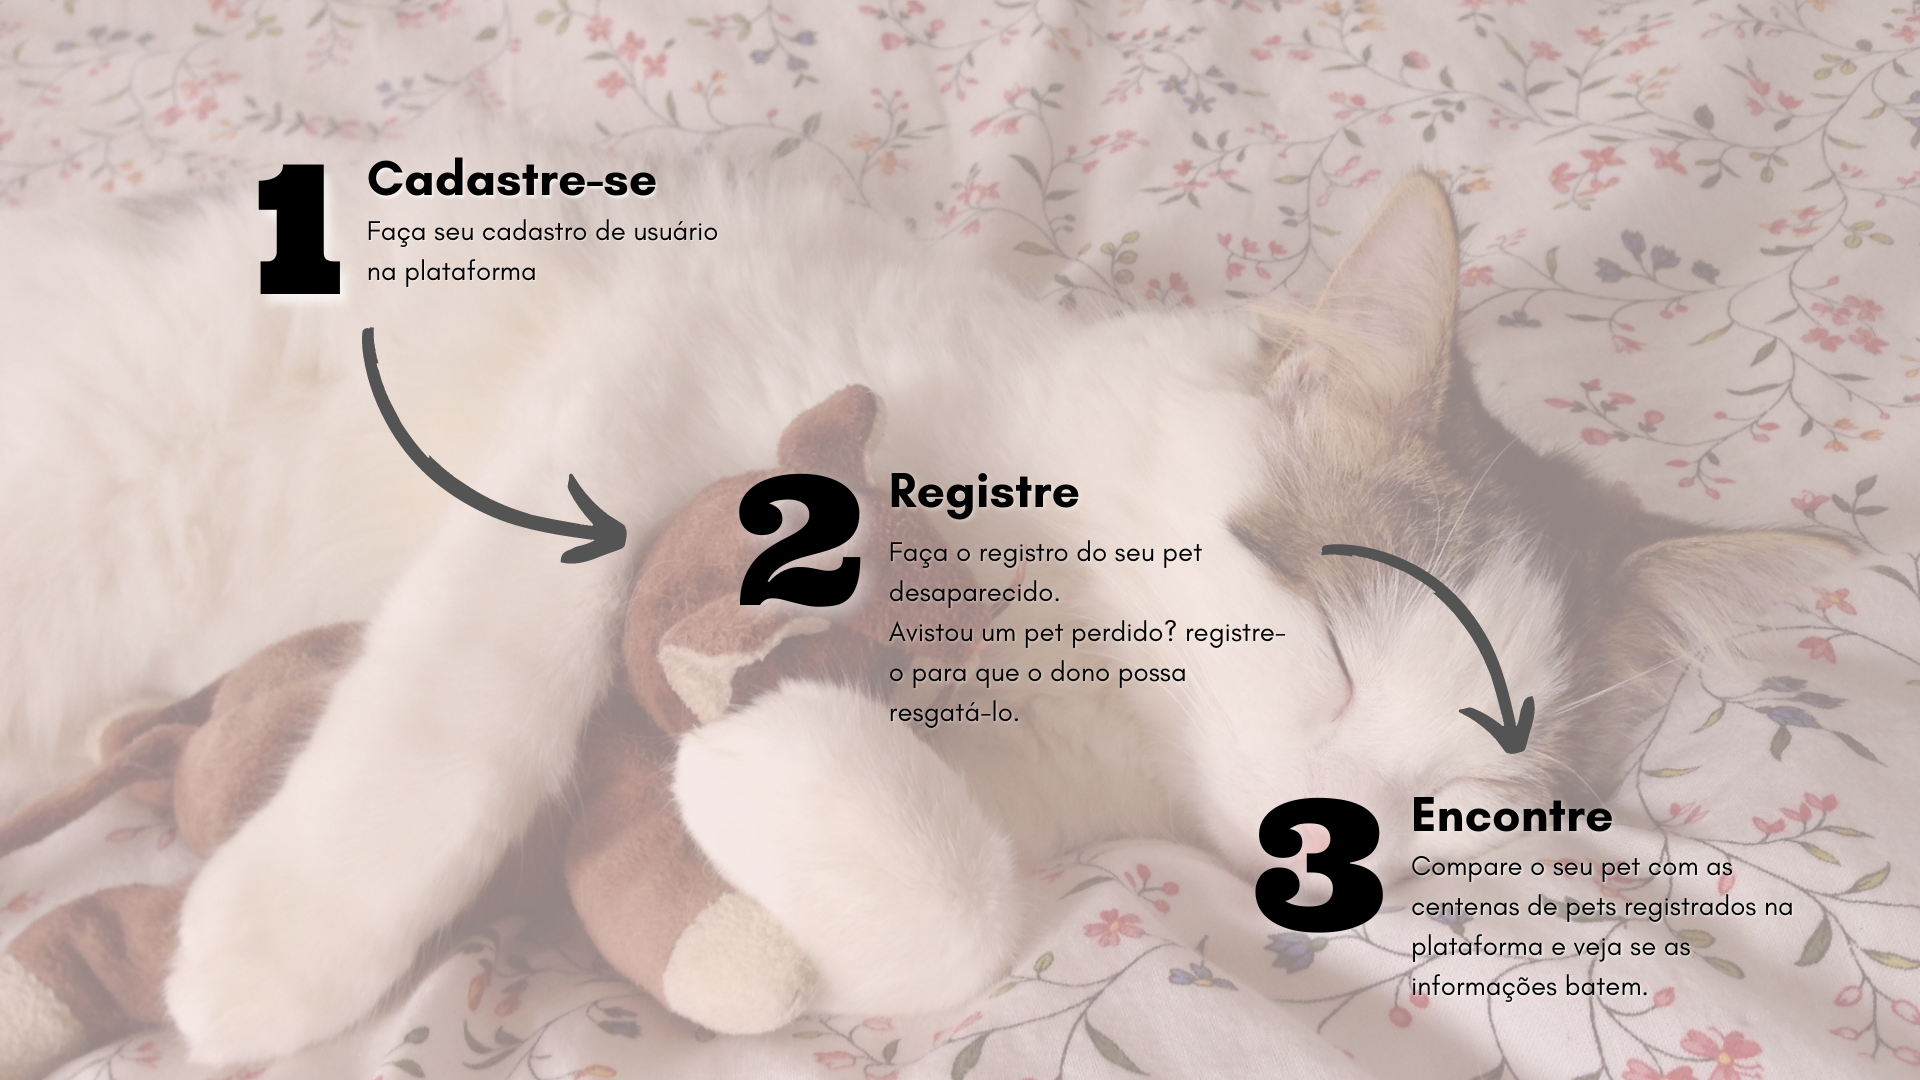 1
Cadastre-se
Faça seu cadastro de usuário
na plataforma
2
Registre
Faça o registro do seu pet
desaparecido.
Avistou um pet perdido? registre-
o para que o dono possa
resgatá-lo.
3
Encontre
Compare o seu pet com as
centenas de pets registrados na
plataforma e veja se as
informações batem.